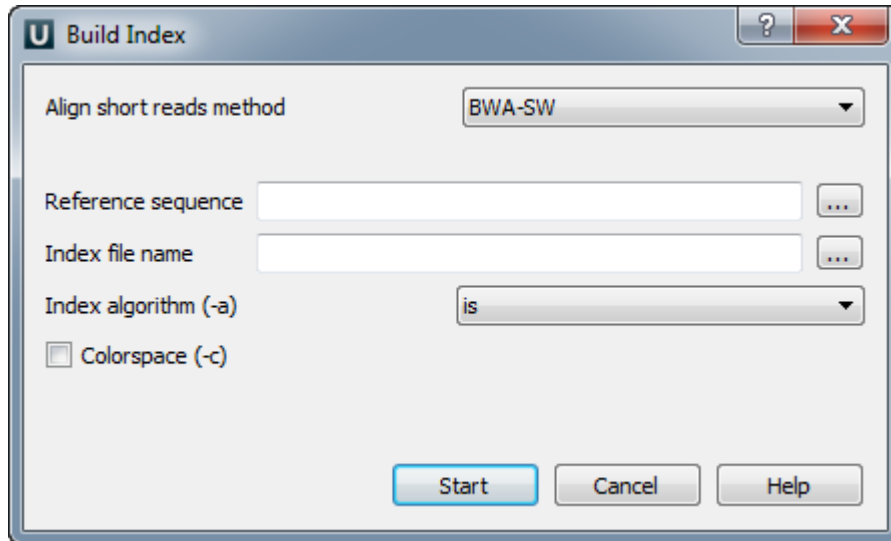 U Build Index ? X
Align short reads method BWA-SW
Reference sequence ...
Index file name ...
Index algorithm (-a) is
Colorspace (-c)
Start Cancel Help